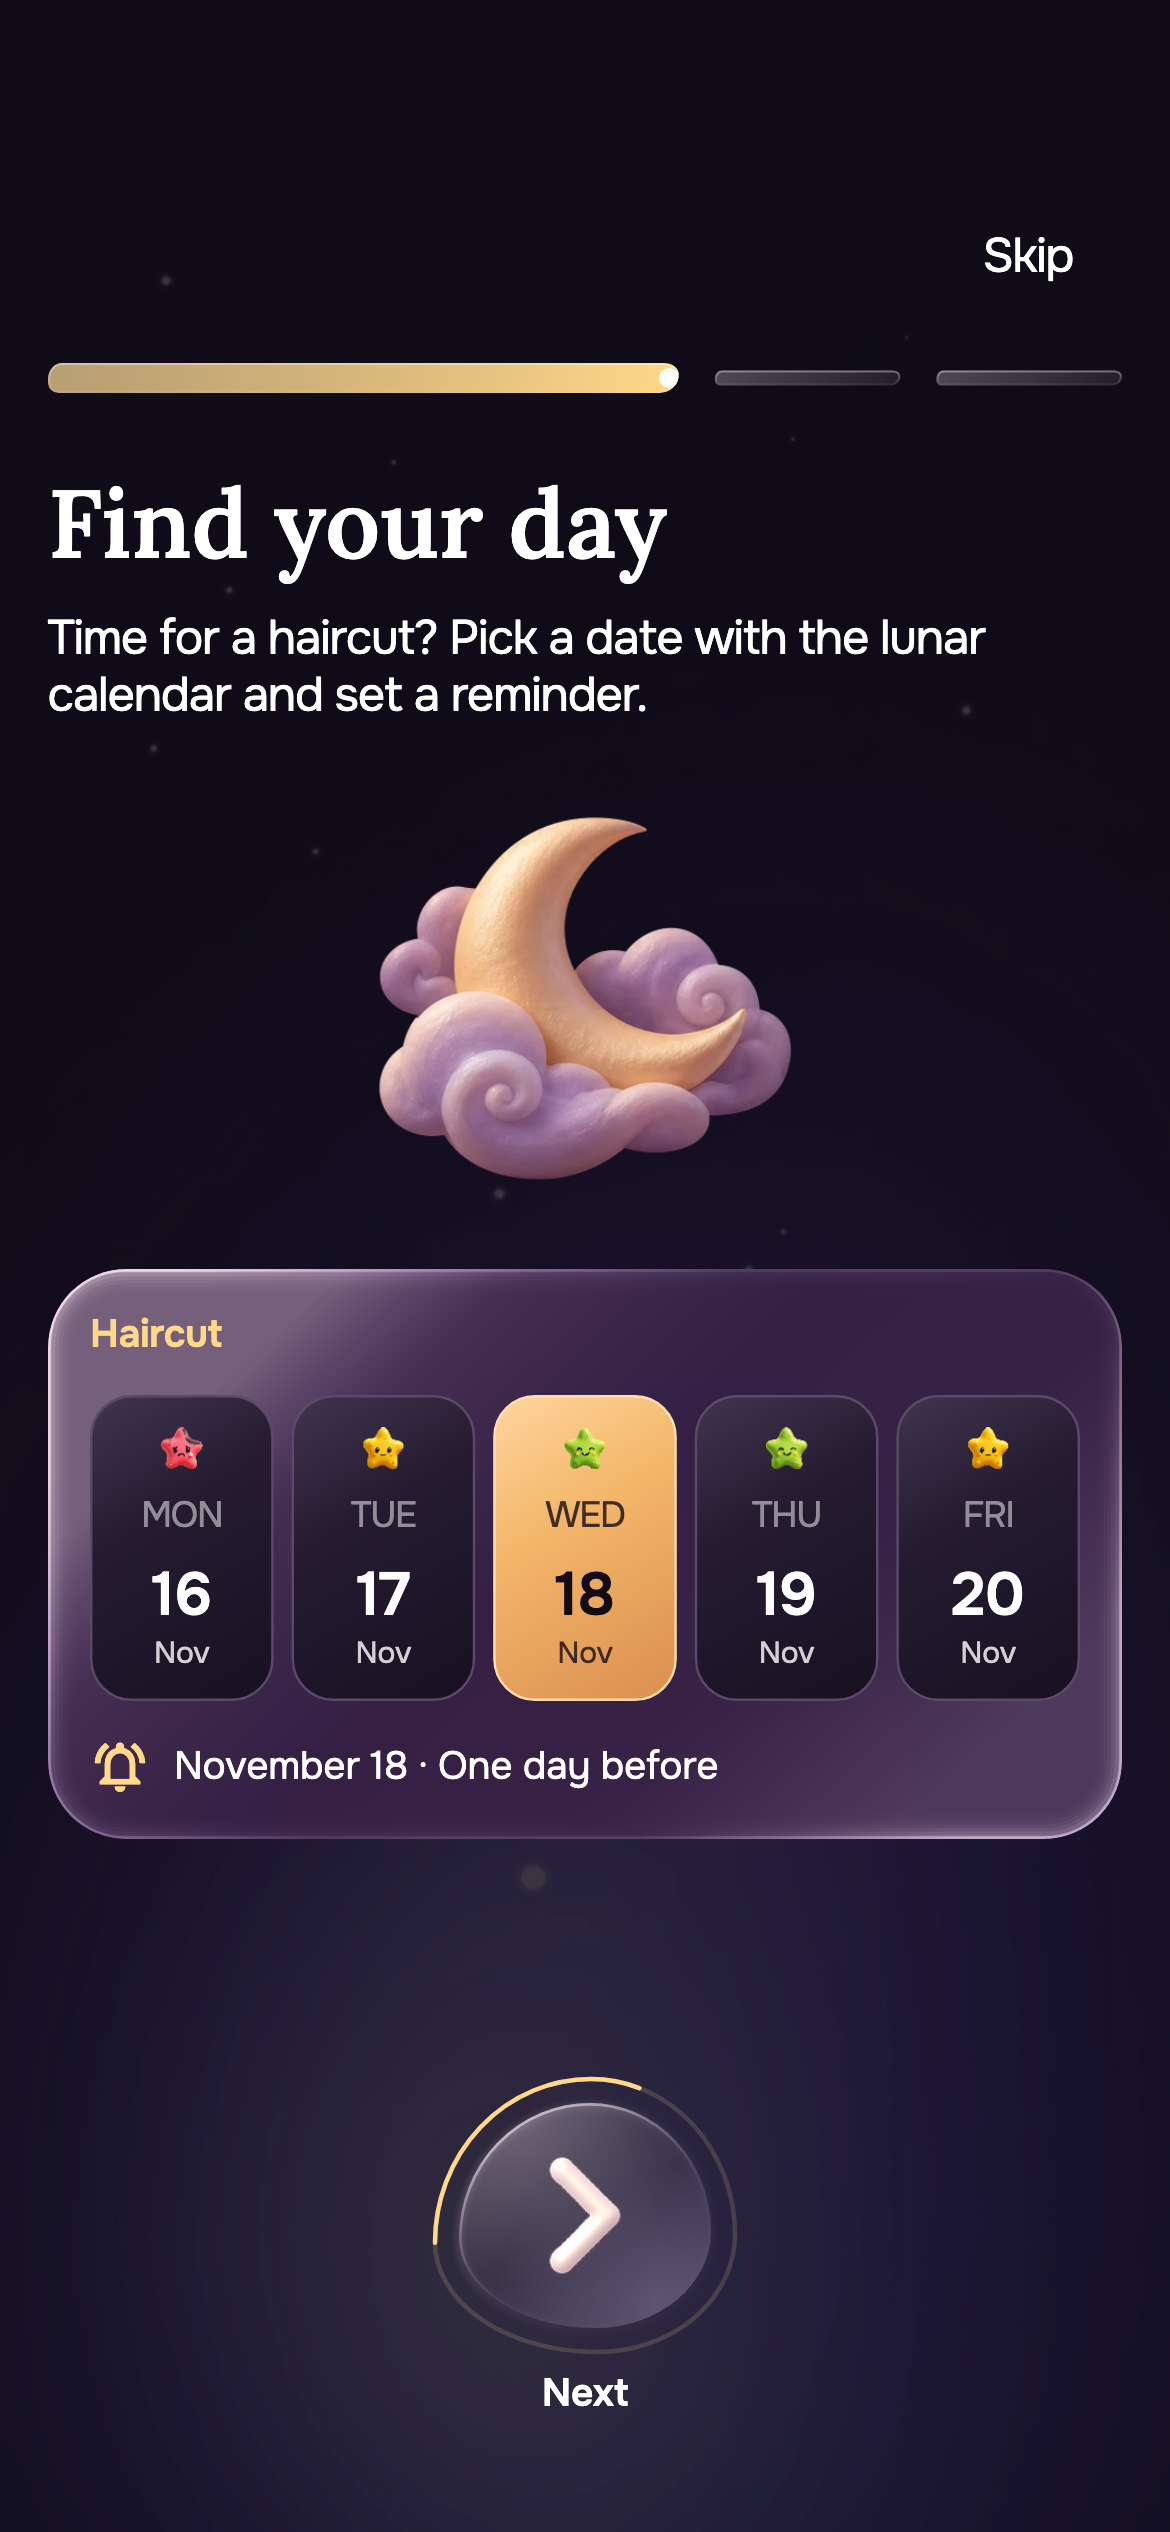 Skip
Find your day
Time for a haircut? Pick a date with the lunar
calendar and set a reminder.
Haircut
MON TUE WED THU FRI
16 17 18 19 20
Nov Nov Nov Nov Nov
November 18 · One day before
Next